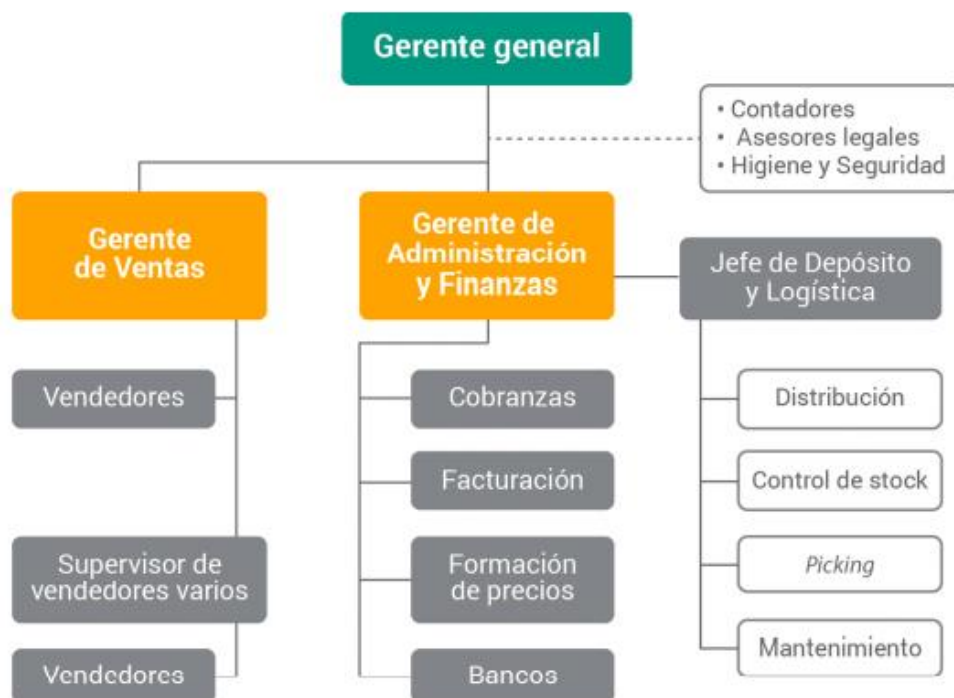 Gerente general
• Contadores
• Asesores legales
• Higiene y Seguridad
Gerente
de Ventas
Gerente de
Administración
y Finanzas
Jefe de Depósito
y Logística
Vendedores
Supervisor de
vendedores varios
Vendedores
Cobranzas
Facturación
Formación
de precios
Bancos
Distribución
Control de stock
Picking
Mantenimiento